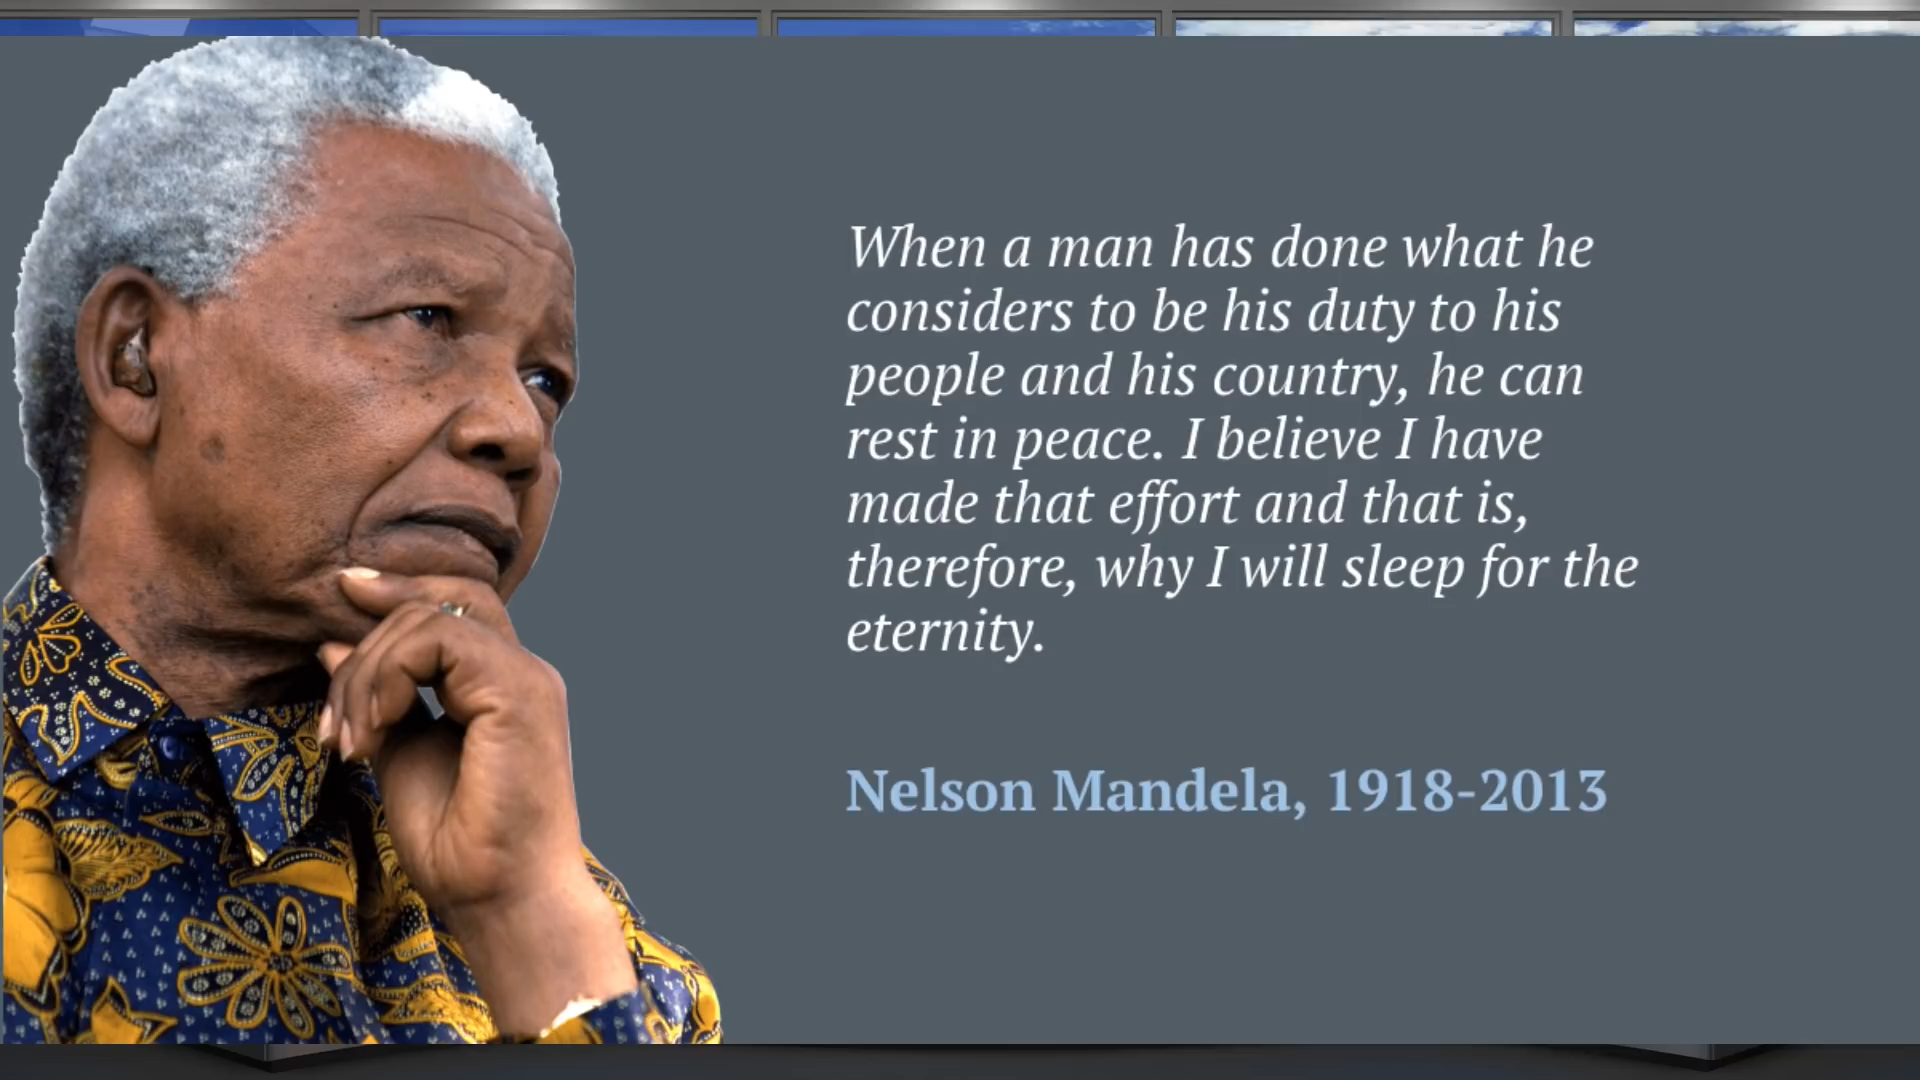 When a man has done what he
considers to be his duty to his
people and his country, he can
rest in peace. I believe I have
made that effort and that is,
therefore, why I will sleep for the
eternity.
Nelson Mandela, 1918-2013